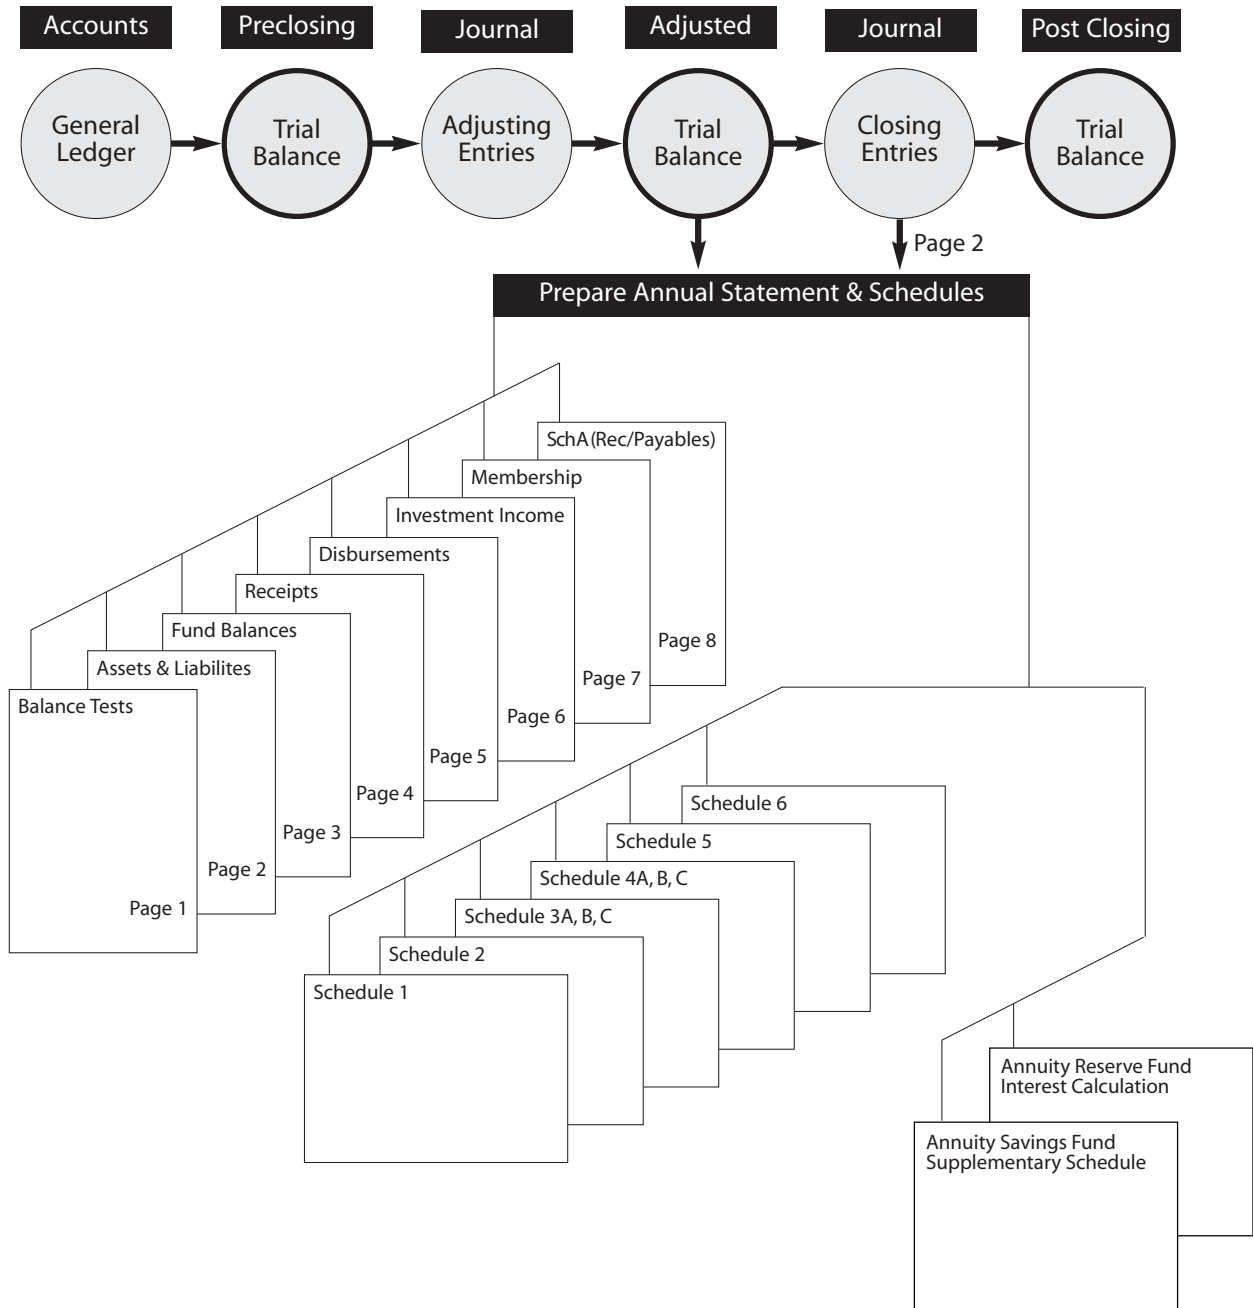 Accounts
Preclosing
Journal
Adjusted
Journal
Post Closing
General
Ledger
Trial
Balance
Adjusting
Entries
Trial
Balance
Closing
Entries
Trial
Balance
Page 2
Prepare Annual Statement & Schedules
SchA (Rec/Payables)
Page 8
Membership
Page 7
Investment Income
Page 6
Disbursements
Page 5
Receipts
Page 4
Fund Balances
Page 3
Assets & Liabilites
Page 2
Balance Tests
Page 1
Schedule 6
Schedule 5
Schedule 4A, B, C
Schedule 3A, B, C
Schedule 2
Schedule 1
Annuity Reserve Fund
Interest Calculation
Annuity Savings Fund
Supplementary Schedule